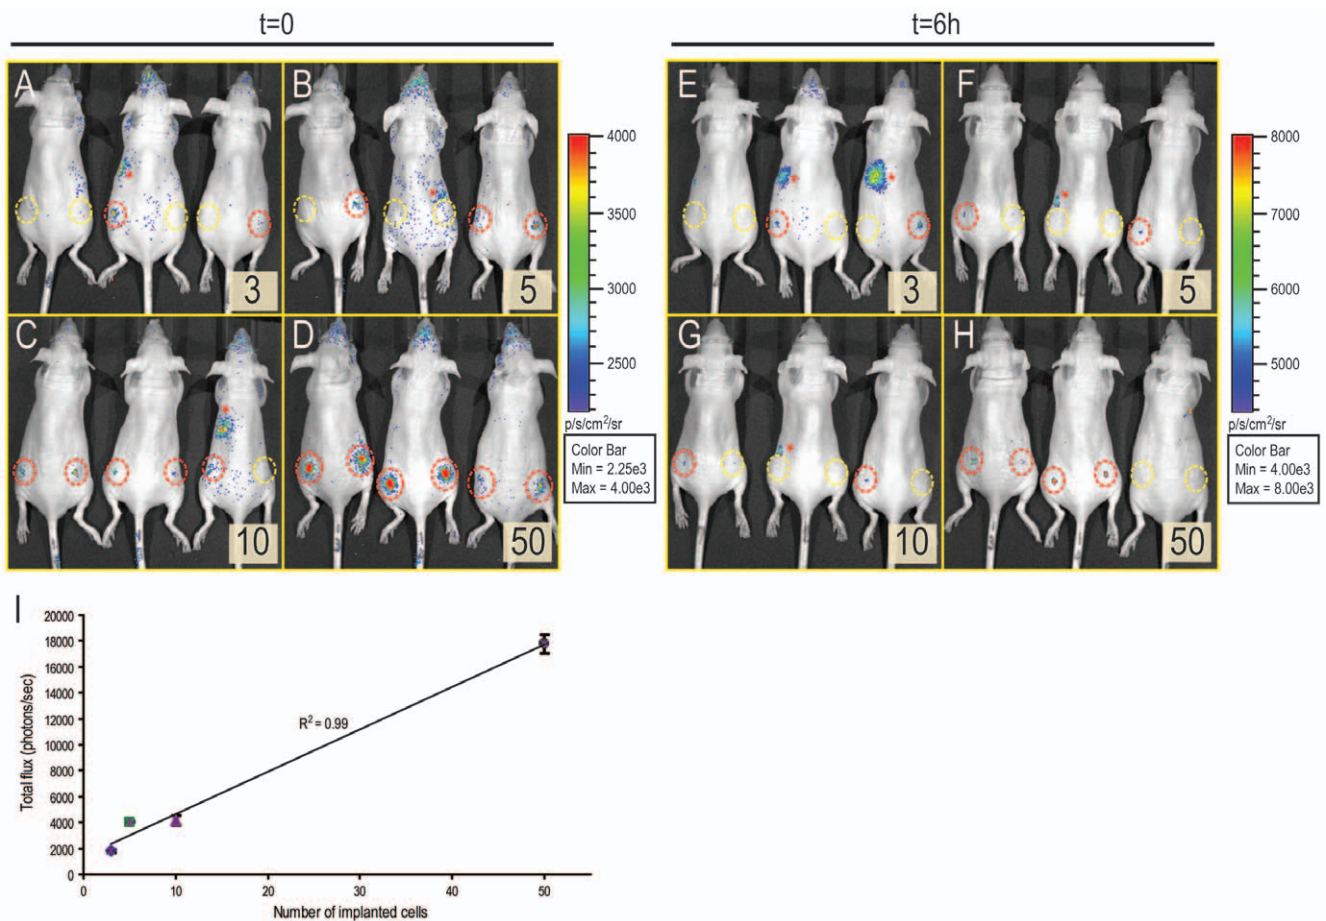 t=0
t=6h
A
B
E
F
3
5
3
5
C
D
G
H
10
50
10
50
4000
3500
3000
2500
p/s/cm²/sr
Color Bar
Min = 2.25e3
Max = 4.00e3
8000
7000
6000
5000
p/s/cm²/sr
Color Bar
Min = 4.00e3
Max = 8.00e3
I
Total flux (photons/sec)
20000
18000
16000
14000
12000
10000
8000
6000
4000
2000
0
R² = 0.99
0 10 20 30 40 50
Number of implanted cells